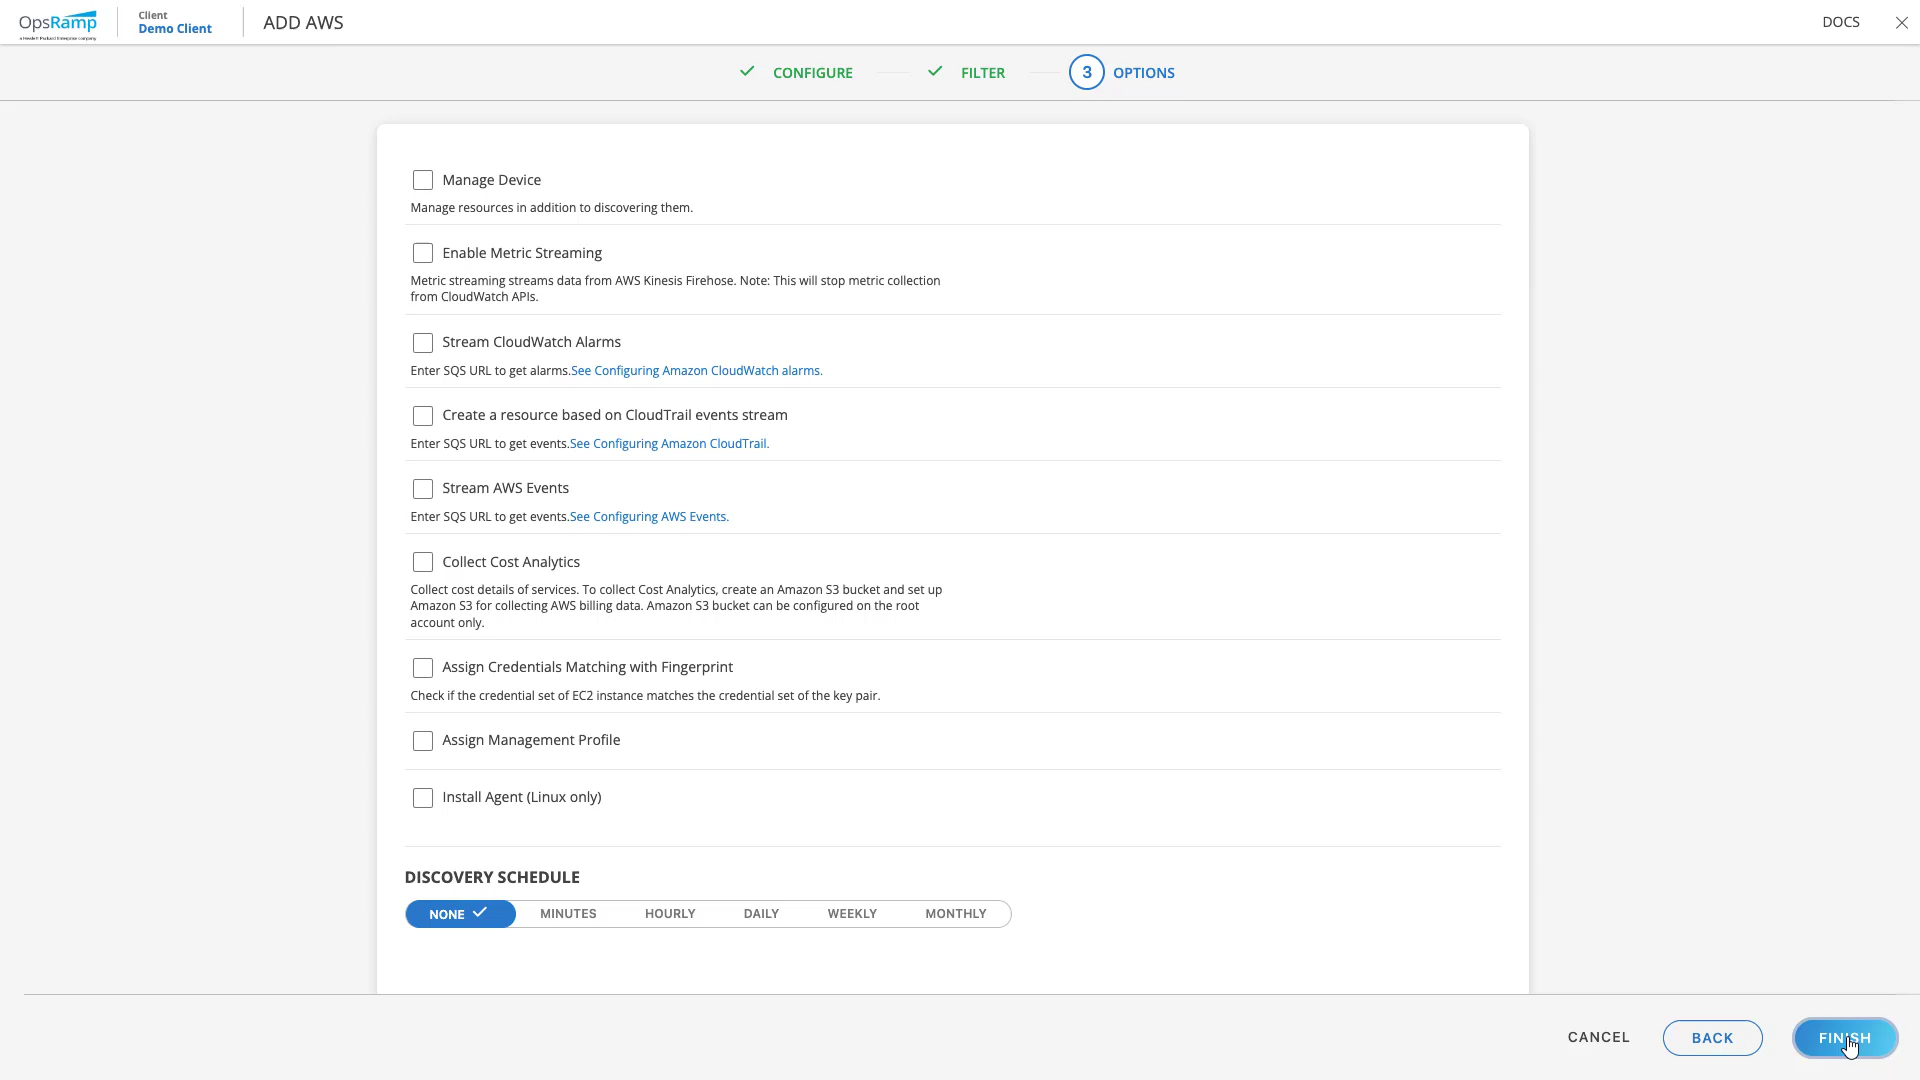 OpsRamp
a Hewlett Packard Enterprise company
Client
Demo Client
ADD AWS
DOCS
CONFIGURE
FILTER
3 OPTIONS
Manage Device
Manage resources in addition to discovering them.
Enable Metric Streaming
Metric streaming streams data from AWS Kinesis Firehose. Note: This will stop metric collection
from CloudWatch APIs.
Stream CloudWatch Alarms
Enter SQS URL to get alarms.See Configuring Amazon CloudWatch alarms.
Create a resource based on CloudTrail events stream
Enter SQS URL to get events.See Configuring Amazon CloudTrail.
Stream AWS Events
Enter SQS URL to get events.See Configuring AWS Events.
Collect Cost Analytics
Collect cost details of services. To collect Cost Analytics, create an Amazon S3 bucket and set up
Amazon S3 for collecting AWS billing data. Amazon S3 bucket can be configured on the root
account only.
Assign Credentials Matching with Fingerprint
Check if the credential set of EC2 instance matches the credential set of the key pair.
Assign Management Profile
Install Agent (Linux only)
DISCOVERY SCHEDULE
NONE MINUTES HOURLY DAILY WEEKLY MONTHLY
CANCEL BACK FINISH